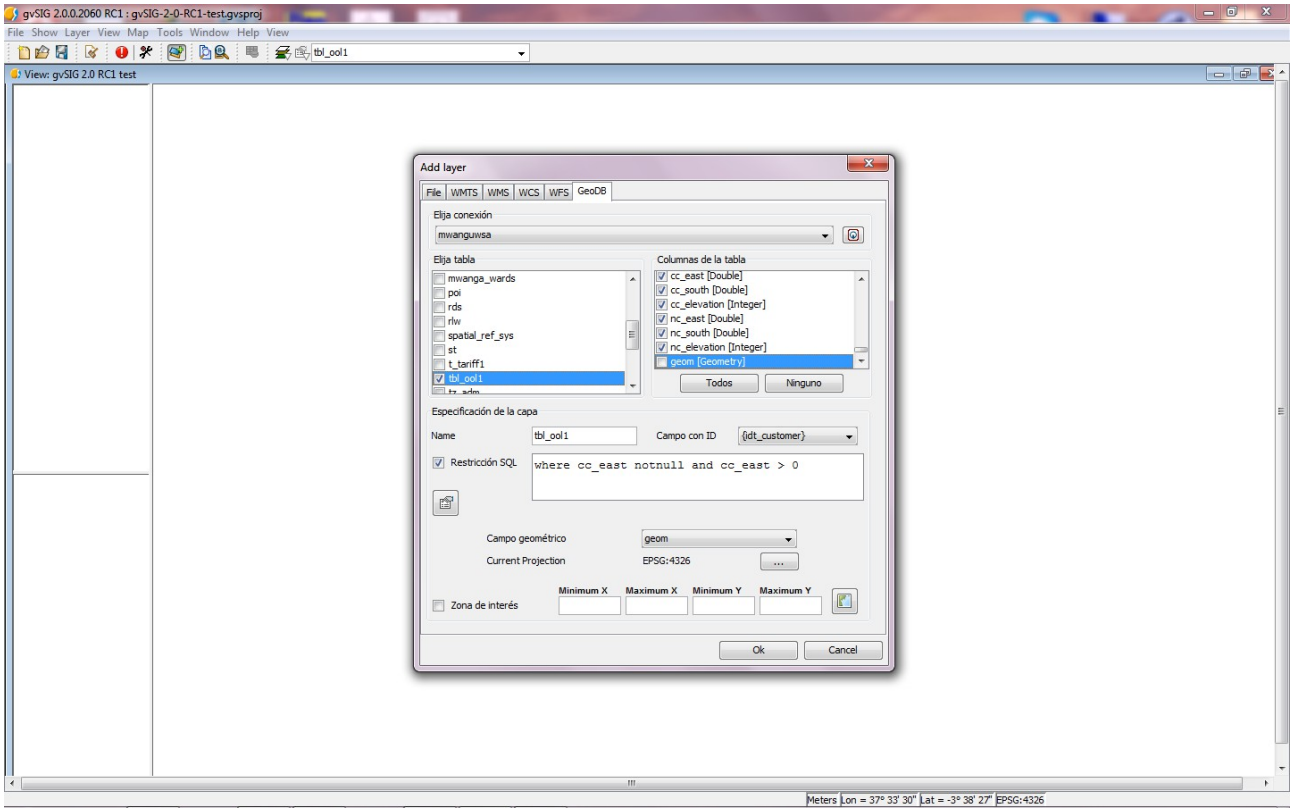 gvSIG 2.0.0.2060 RC1 : gvSIG-2-0-RC1-test.gvsproj
File Show Layer View Map Tools Window Help View
tbl_ool1
View: gvSIG 2.0 RC1 test
Add layer
File WMTS WMS WCS WFS GeoDB
Elija conexión
mwanguwsa
Elija tabla
mwanga_wards
poi
rds
rlw
spatial_ref_sys
st
t_tariff1
tbl_ool1
tz_adm
Columnas de la tabla
cc_east [Double]
cc_south [Double]
cc_elevation [Integer]
nc_east [Double]
nc_south [Double]
nc_elevation [Integer]
geom [Geometry]
Todos Ninguno
Especificación de la capa
Name tbl_ool1 Campo con ID {idt_customer}
Restricción SQL where cc_east notnull and cc_east > 0
Campo geométrico geom
Current Projection EPSG:4326 ...
Minimum X Maximum X Minimum Y Maximum Y
Zona de interés
Ok Cancel
Meters Lon = 37° 33' 30" Lat = -3° 38' 27" EPSG:4326